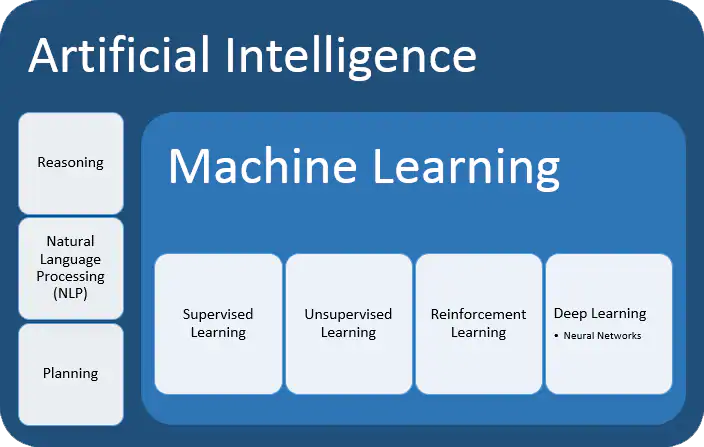 Artificial Intelligence
Reasoning
Natural
Language
Processing
(NLP)
Planning
Machine Learning
Supervised
Learning
Unsupervised
Learning
Reinforcement
Learning
Deep Learning
• Neural Networks